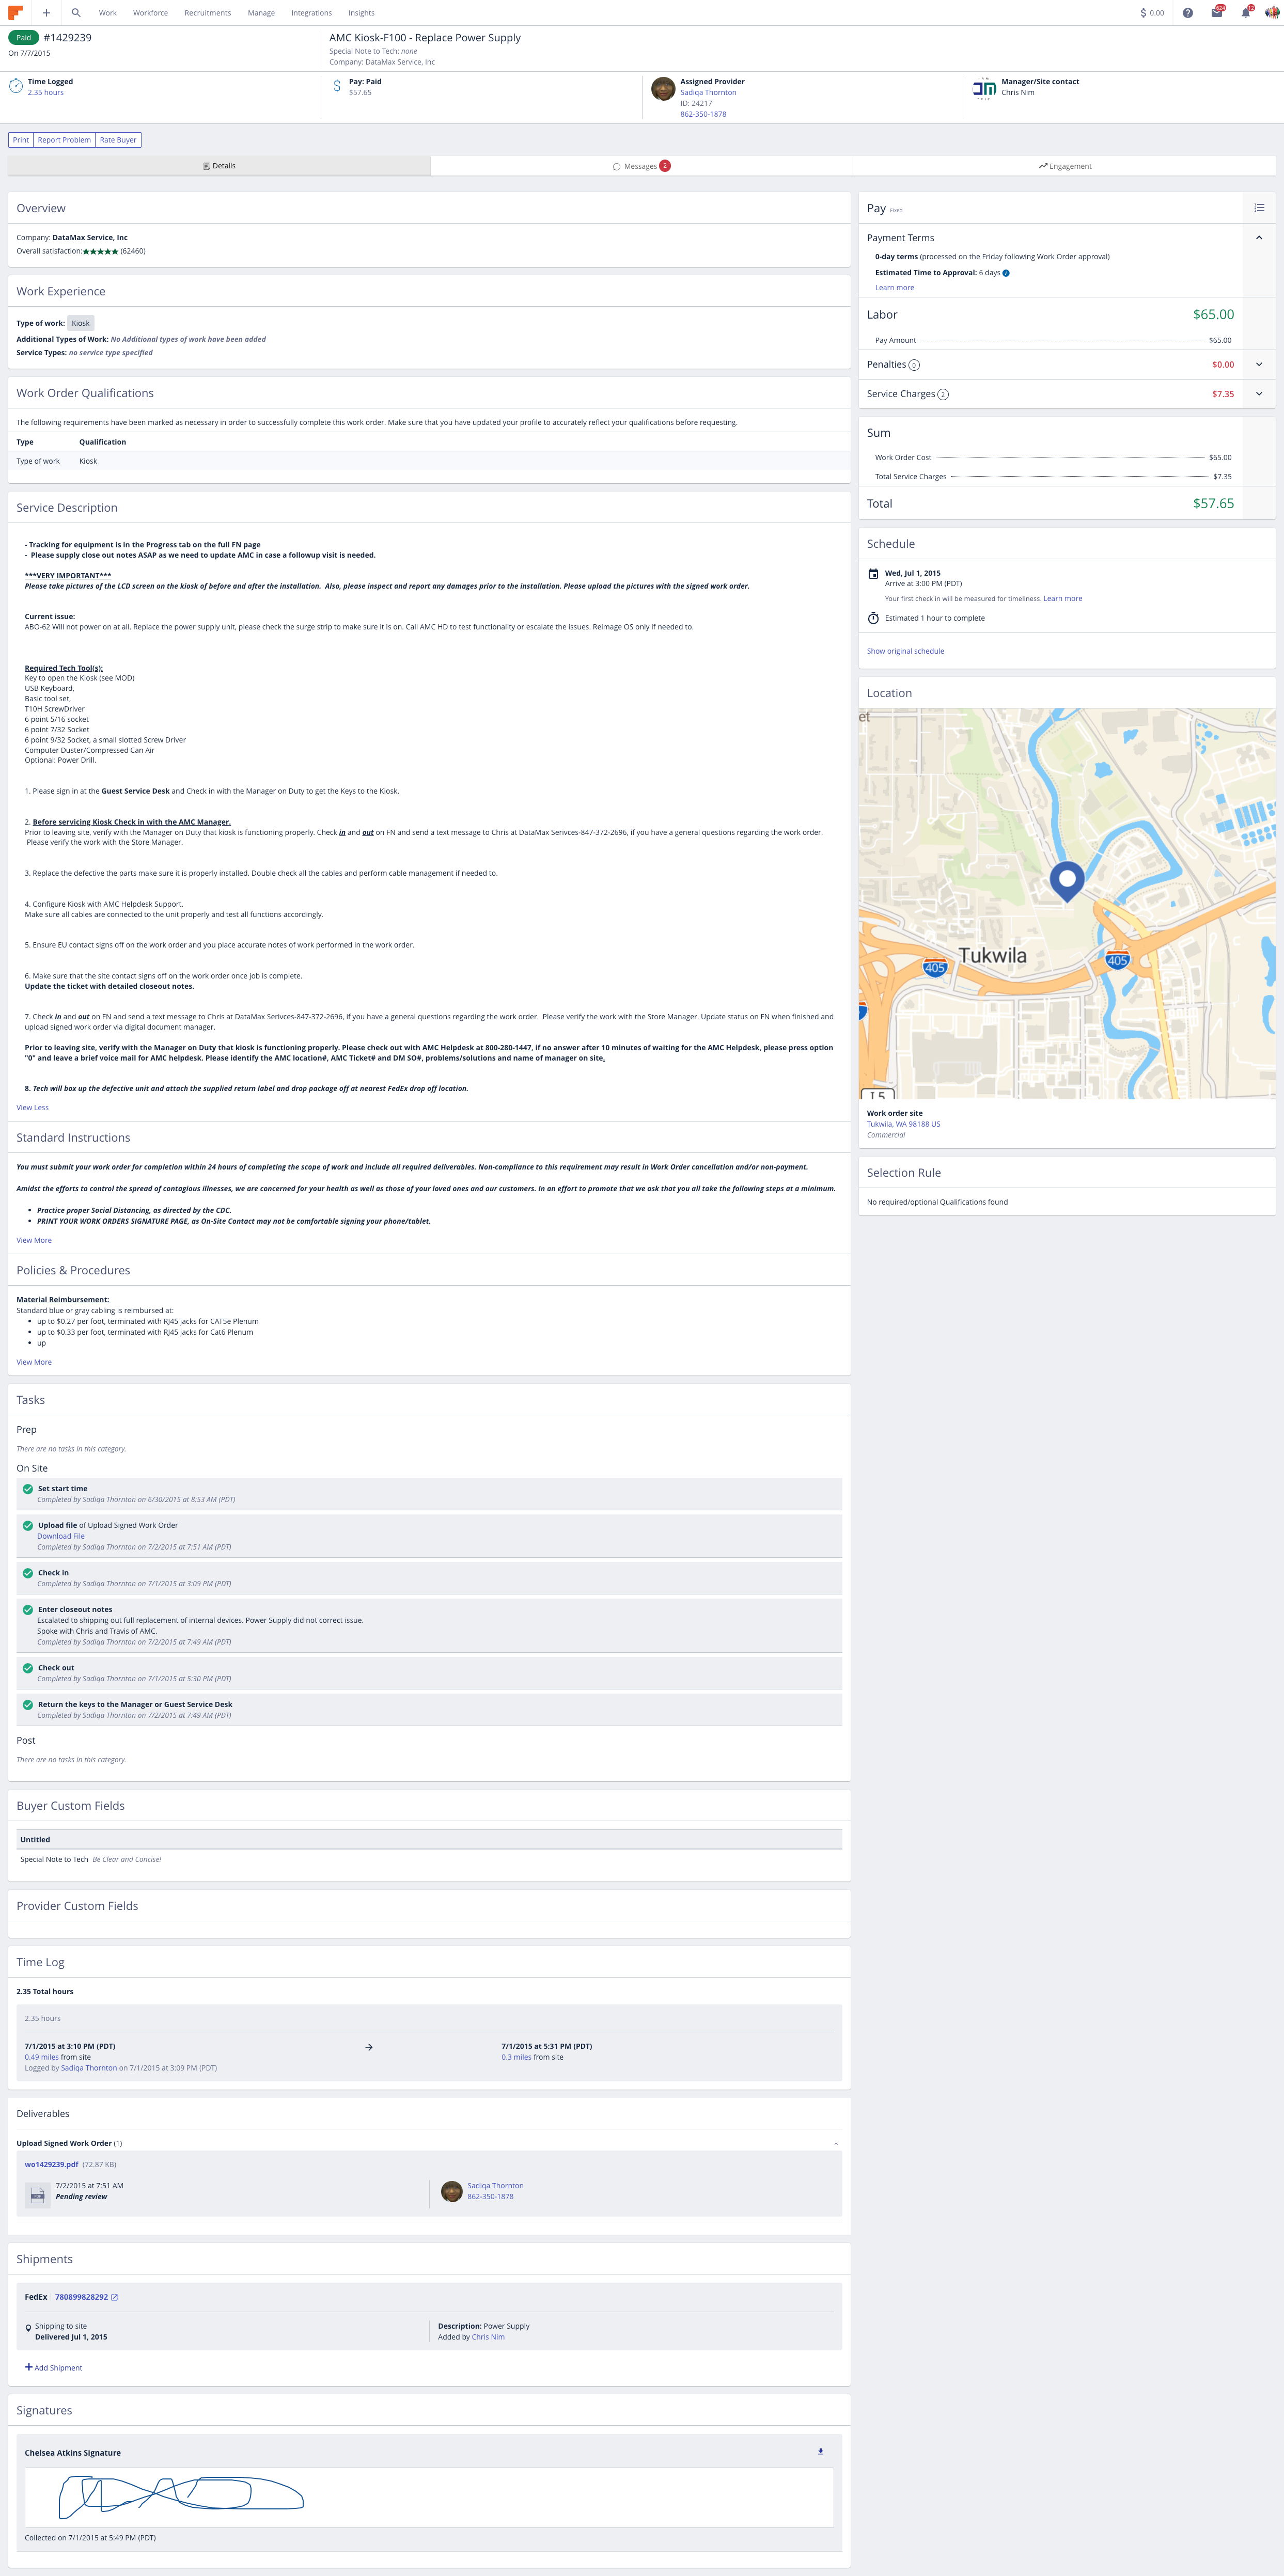 Work Workforce Recruitments Manage Integrations Insights
$ 0.00
Paid #1429239
On 7/7/2015
AMC Kiosk-F100 - Replace Power Supply
Special Note to Tech: none
Company: DataMax Service, Inc
Time Logged
2.35 hours
Pay: Paid
$57.65
Assigned Provider
Sadiqa Thornton
ID: 24217
862-350-1878
Manager/Site contact
Chris Nim
Print Report Problem Rate Buyer
Details
Messages 2
Engagement
Overview
Company: DataMax Service, Inc
Overall satisfaction:★★★★★ (62460)
Work Experience
Type of work: Kiosk
Additional Types of Work: No Additional types of work have been added
Service Types: no service type specified
Work Order Qualifications
The following requirements have been marked as necessary in order to successfully complete this work order. Make sure that you have updated your profile to accurately reflect your qualifications before requesting.
Type Qualification
Type of work Kiosk
Service Description
- Tracking for equipment is in the Progress tab on the full FN page
- Please supply close out notes ASAP as we need to update AMC in case a followup visit is needed.
***VERY IMPORTANT***
Please take pictures of the LCD screen on the kiosk of before and after the installation. Also, please inspect and report any damages prior to the installation. Please upload the pictures with the signed work order.
Current issue:
ABO-62 Will not power on at all. Replace the power supply unit, please check the surge strip to make sure it is on. Call AMC HD to test functionality or escalate the issues. Reimage OS only if needed to.
Required Tech Tool(s):
Key to open the Kiosk (see MOD)
USB Keyboard,
Basic tool set,
T10H ScrewDriver
6 point 5/16 socket
6 point 7/32 Socket
6 point 9/32 Socket, a small slotted Screw Driver
Computer Duster/Compressed Can Air
Optional: Power Drill.
1. Please sign in at the Guest Service Desk and Check in with the Manager on Duty to get the Keys to the Kiosk.
2. Before servicing Kiosk Check in with the AMC Manager.
Prior to leaving site, verify with the Manager on Duty that kiosk is functioning properly. Check in and out on FN and send a text message to Chris at DataMax Serivces-847-372-2696, if you have a general questions regarding the work order.
Please verify the work with the Store Manager.
3. Replace the defective the parts make sure it is properly installed. Double check all the cables and perform cable management if needed to.
4. Configure Kiosk with AMC Helpdesk Support.
Make sure all cables are connected to the unit properly and test all functions accordingly.
5. Ensure EU contact signs off on the work order and you place accurate notes of work performed in the work order.
6. Make sure that the site contact signs off on the work order once job is complete.
Update the ticket with detailed closeout notes.
7. Check in and out on FN and send a text message to Chris at DataMax Serivces-847-372-2696, if you have a general questions regarding the work order. Please verify the work with the Store Manager. Update status on FN when finished and
upload signed work order via digital document manager.
Prior to leaving site, verify with the Manager on Duty that kiosk is functioning properly. Please check out with AMC Helpdesk at 800-280-1447, if no answer after 10 minutes of waiting for the AMC Helpdesk, please press option
"0" and leave a brief voice mail for AMC helpdesk. Please identify the AMC location#, AMC Ticket# and DM SO#, problems/solutions and name of manager on site.
8. Tech will box up the defective unit and attach the supplied return label and drop package off at nearest FedEx drop off location.
View Less
Standard Instructions
You must submit your work order for completion within 24 hours of completing the scope of work and include all required deliverables. Non-compliance to this requirement may result in Work Order cancellation and/or non-payment.
Amidst the efforts to control the spread of contagious illnesses, we are concerned for your health as well as those of your loved ones and our customers. In an effort to promote that we ask that you all take the following steps at a minimum.
• Practice proper Social Distancing, as directed by the CDC.
• PRINT YOUR WORK ORDERS SIGNATURE PAGE, as On-Site Contact may not be comfortable signing your phone/tablet.
View More
Policies & Procedures
Material Reimbursement:
Standard blue or gray cabling is reimbursed at:
• up to $0.27 per foot, terminated with RJ45 jacks for CAT5e Plenum
• up to $0.33 per foot, terminated with RJ45 jacks for Cat6 Plenum
• up
View More
Tasks
Prep
There are no tasks in this category.
On Site
Set start time
Completed by Sadiqa Thornton on 6/30/2015 at 8:53 AM (PDT)
Upload file of Upload Signed Work Order
Download File
Completed by Sadiqa Thornton on 7/2/2015 at 7:51 AM (PDT)
Check in
Completed by Sadiqa Thornton on 7/1/2015 at 3:09 PM (PDT)
Enter closeout notes
Escalated to shipping out full replacement of internal devices. Power Supply did not correct issue.
Spoke with Chris and Travis of AMC.
Completed by Sadiqa Thornton on 7/2/2015 at 7:49 AM (PDT)
Check out
Completed by Sadiqa Thornton on 7/1/2015 at 5:30 PM (PDT)
Return the keys to the Manager or Guest Service Desk
Completed by Sadiqa Thornton on 7/2/2015 at 7:49 AM (PDT)
Post
There are no tasks in this category.
Buyer Custom Fields
Untitled
Special Note to Tech Be Clear and Concise!
Provider Custom Fields
Time Log
2.35 Total hours
2.35 hours
7/1/2015 at 3:10 PM (PDT)
0.49 miles from site
Logged by Sadiqa Thornton on 7/1/2015 at 3:09 PM (PDT)
7/1/2015 at 5:31 PM (PDT)
0.3 miles from site
Deliverables
Upload Signed Work Order (1)
wo1429239.pdf (72.87 KB)
7/2/2015 at 7:51 AM
Pending review
Sadiqa Thornton
862-350-1878
Shipments
FedEx 780899828292
Shipping to site
Delivered Jul 1, 2015
Description: Power Supply
Added by Chris Nim
Add Shipment
Signatures
Chelsea Atkins Signature
Collected on 7/1/2015 at 5:49 PM (PDT)
Pay Fixed
Payment Terms
0-day terms (processed on the Friday following Work Order approval)
Estimated Time to Approval: 6 days
Learn more
Labor $65.00
Pay Amount $65.00
Penalties 0 $0.00
Service Charges 2 $7.35
Sum
Work Order Cost $65.00
Total Service Charges $7.35
Total $57.65
Schedule
Wed, Jul 1, 2015
Arrive at 3:00 PM (PDT)
Your first check in will be measured for timeliness. Learn more
Estimated 1 hour to complete
Show original schedule
Location
et
Tukwila
405
405
I 5
Work order site
Tukwila, WA 98188 US
Commercial
Selection Rule
No required/optional Qualifications found